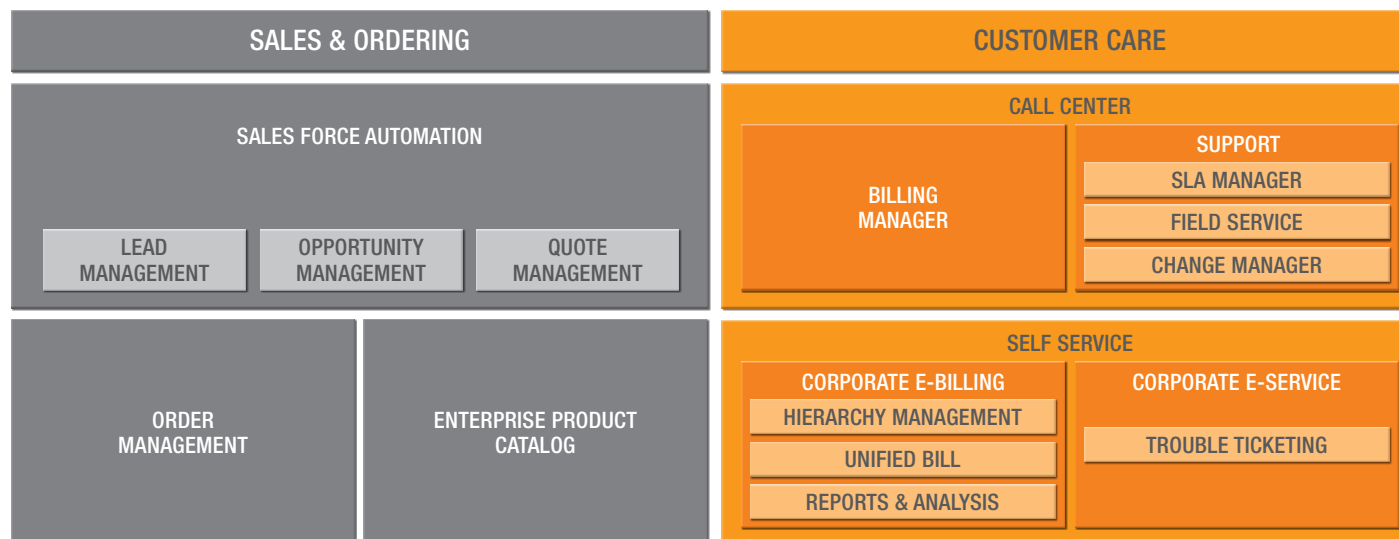 SALES & ORDERING
SALES FORCE AUTOMATION
LEAD
MANAGEMENT
OPPORTUNITY
MANAGEMENT
QUOTE
MANAGEMENT
ORDER
MANAGEMENT
ENTERPRISE PRODUCT
CATALOG
CUSTOMER CARE
CALL CENTER
BILLING
MANAGER
SUPPORT
SLA MANAGER
FIELD SERVICE
CHANGE MANAGER
SELF SERVICE
CORPORATE E-BILLING
HIERARCHY MANAGEMENT
UNIFIED BILL
REPORTS & ANALYSIS
CORPORATE E-SERVICE
TROUBLE TICKETING